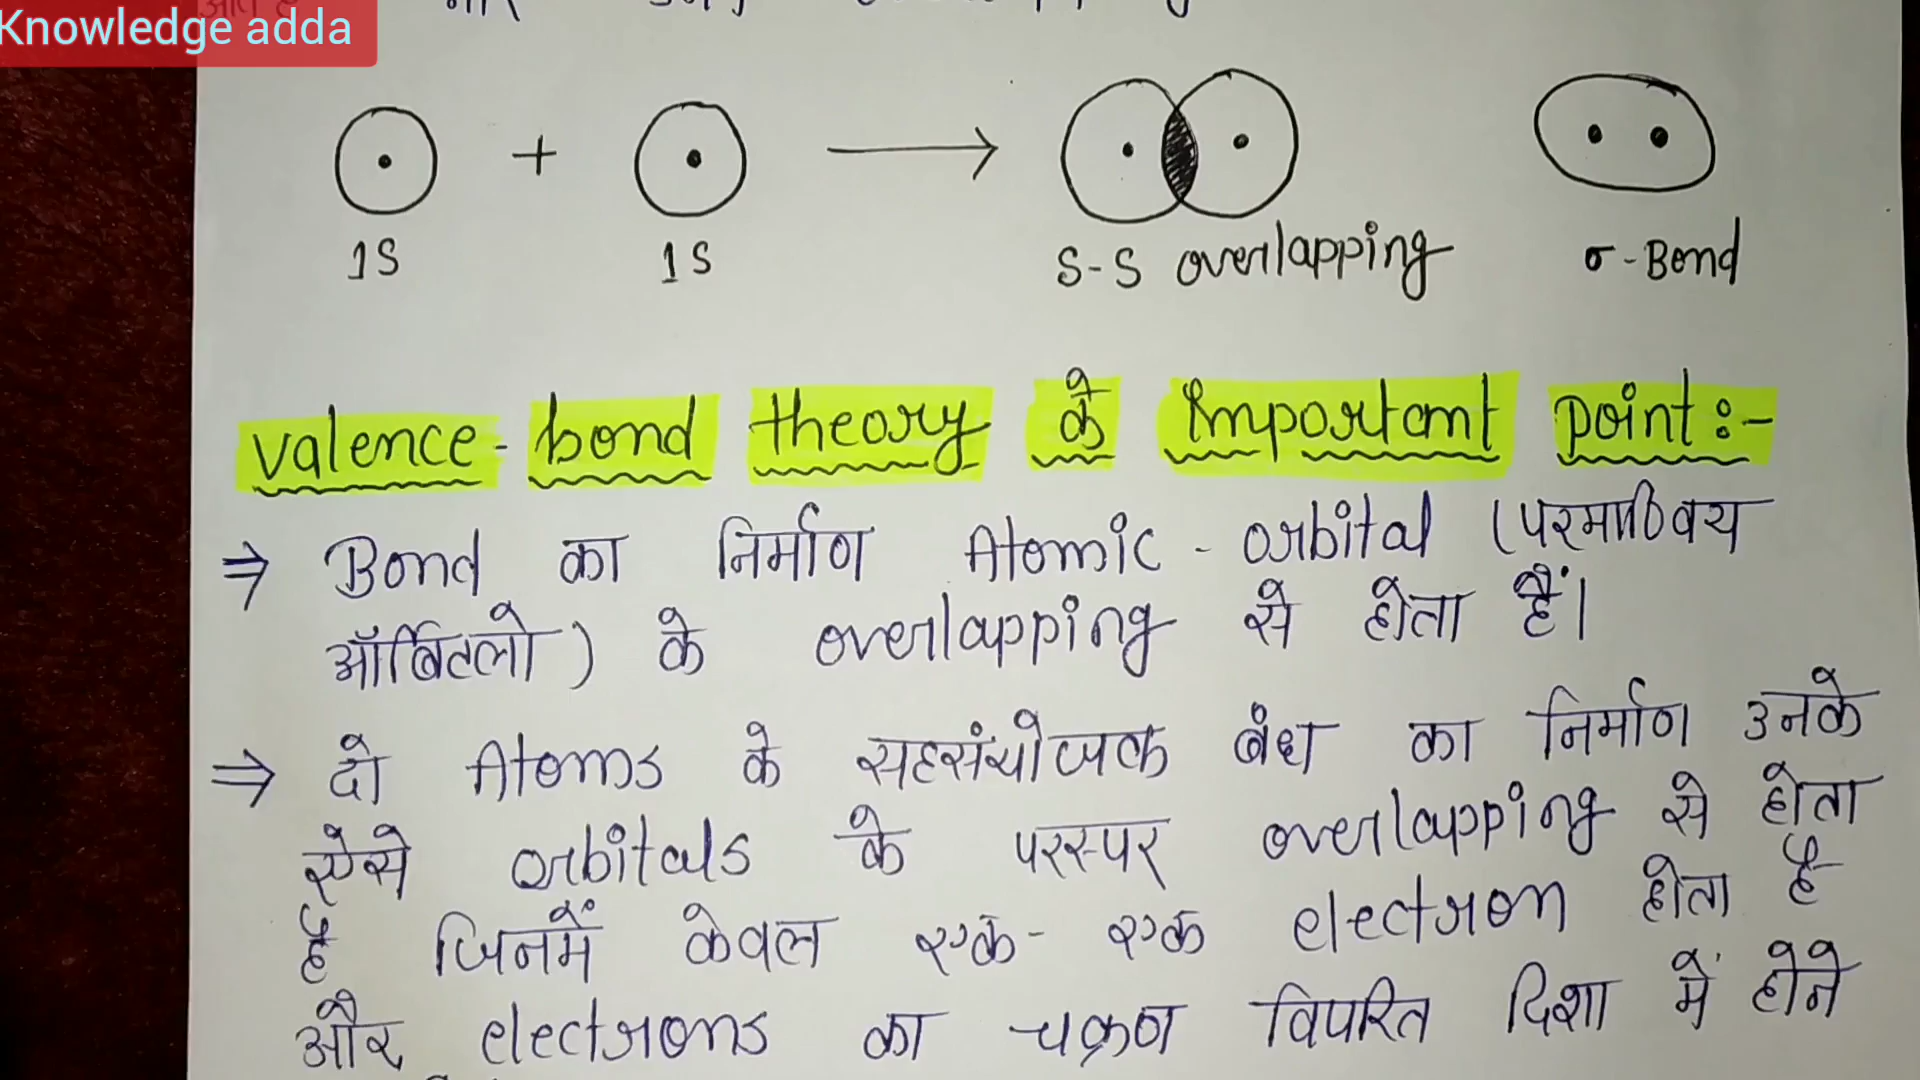 Knowledge adda
+
1S 1S S-S overlapping σ-Bond
valence-bond theory के Important point:-
⇒ Bond का निर्माण Atomic-orbital (परमाण्विय
ऑर्बिटलो) के overlapping से होता हैं।
⇒ दो Atoms के सहसंयोजक बंध का निर्माण उनके
ऐसे orbitals के परस्पर overlapping से होता
है जिनमें केवल एक-एक electron होता है
और electrons का चक्रण विपरित दिशा में होने